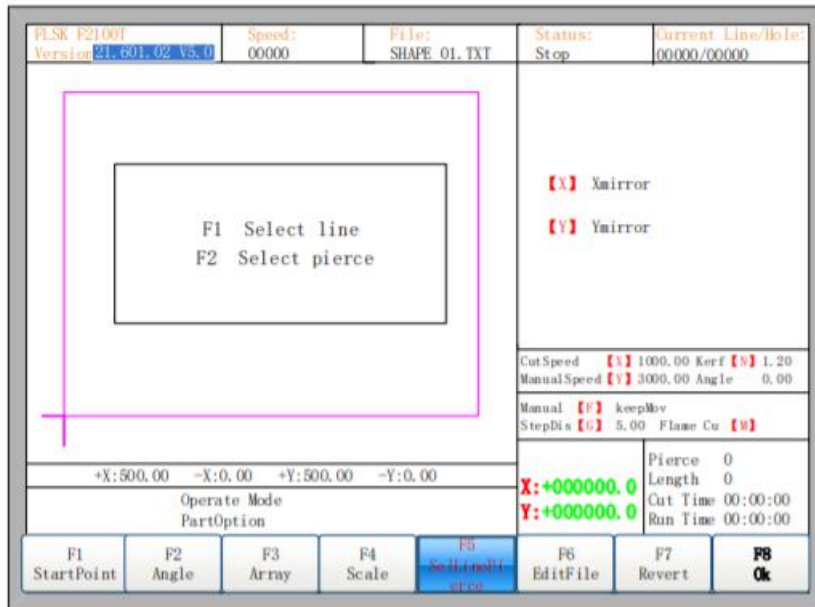 FLSK F2100T
Version 21.601.02 V5.0
Speed:
00000
File:
SHAPE 01.TXT
Status:
Stop
Current Line/Hole:
00000/00000
F1 Select line
F2 Select pierce
【X】 Xmirror
【Y】 Ymirror
CutSpeed 【X】 1000.00 Kerf 【N】 1.20
ManualSpeed 【Y】 3000.00 Angle 0.00
Manual 【F】 keepMov
StepDis 【G】 5.00 Flame Cu 【M】
+X:500.00 -X:0.00 +Y:500.00 -Y:0.00
Operate Mode
PartOption
X:+000000.0
Y:+000000.0
Pierce 0
Length 0
Cut Time 00:00:00
Run Time 00:00:00
F1
StartPoint
F2
Angle
F3
Array
F4
Scale
F5
SelLinePi
erce
F6
EditFile
F7
Revert
F8
Ok